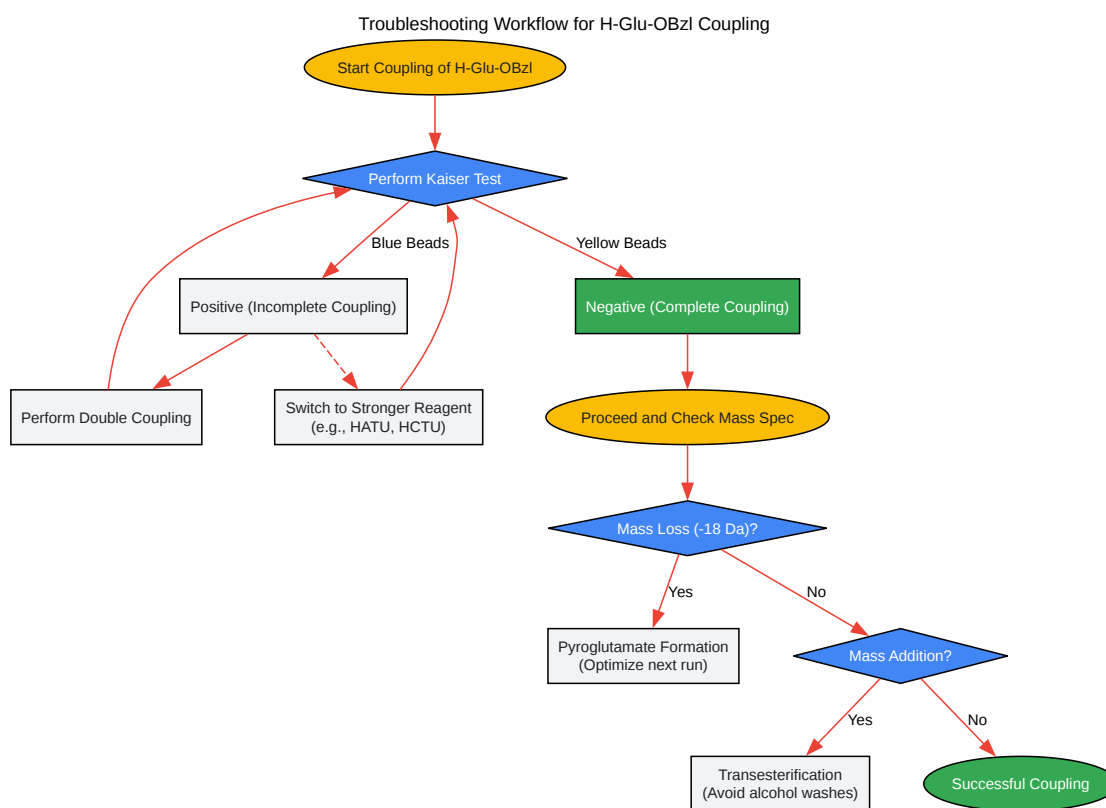 Troubleshooting Workflow for H-Glu-OBzl Coupling
Start Coupling of H-Glu-OBzl
Perform Kaiser Test
Blue Beads
Yellow Beads
Positive (Incomplete Coupling)
Negative (Complete Coupling)
Perform Double Coupling
Switch to Stronger Reagent
(e.g., HATU, HCTU)
Proceed and Check Mass Spec
Mass Loss (-18 Da)?
Yes
No
Pyroglutamate Formation
(Optimize next run)
Mass Addition?
Yes
No
Transesterification
(Avoid alcohol washes)
Successful Coupling